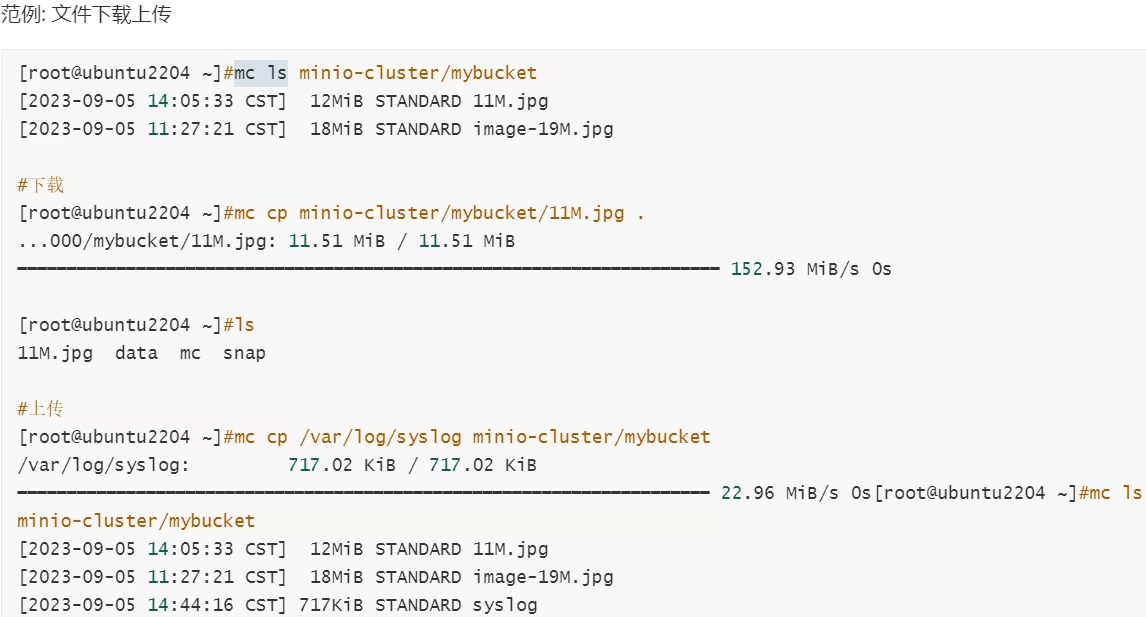 范例: 文件下载上传
[root@ubuntu2204 ~]#mc ls minio-cluster/mybucket
[2023-09-05 14:05:33 CST]  12MiB STANDARD 11M.jpg
[2023-09-05 11:27:21 CST]  18MiB STANDARD image-19M.jpg
#下载
[root@ubuntu2204 ~]#mc cp minio-cluster/mybucket/11M.jpg .
...000/mybucket/11M.jpg: 11.51 MiB / 11.51 MiB
━━━━━━━━━━━━━━━━━━━━━━━━━━━━━━━━━━━━━━━━━━━━━━━━━━━━━━━━━━━━━━━━━ 152.93 MiB/s 0s
[root@ubuntu2204 ~]#ls
11M.jpg  data  mc  snap
#上传
[root@ubuntu2204 ~]#mc cp /var/log/syslog minio-cluster/mybucket
/var/log/syslog:         717.02 KiB / 717.02 KiB
━━━━━━━━━━━━━━━━━━━━━━━━━━━━━━━━━━━━━━━━━━━━━━━━━━━━━━━━━━━━━━━━ 22.96 MiB/s 0s[root@ubuntu2204 ~]#mc ls
minio-cluster/mybucket
[2023-09-05 14:05:33 CST]  12MiB STANDARD 11M.jpg
[2023-09-05 11:27:21 CST]  18MiB STANDARD image-19M.jpg
[2023-09-05 14:44:16 CST] 717KiB STANDARD syslog